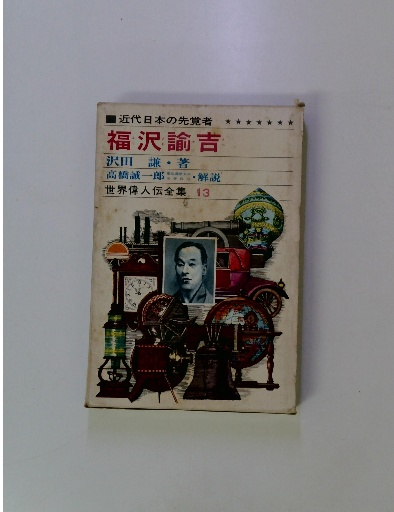 ■近代日本の先覚者 ★★★★★★★
福・沢・諭・吉
沢田 謙・著
高橋誠一郎・解説
世界偉人伝全集 13